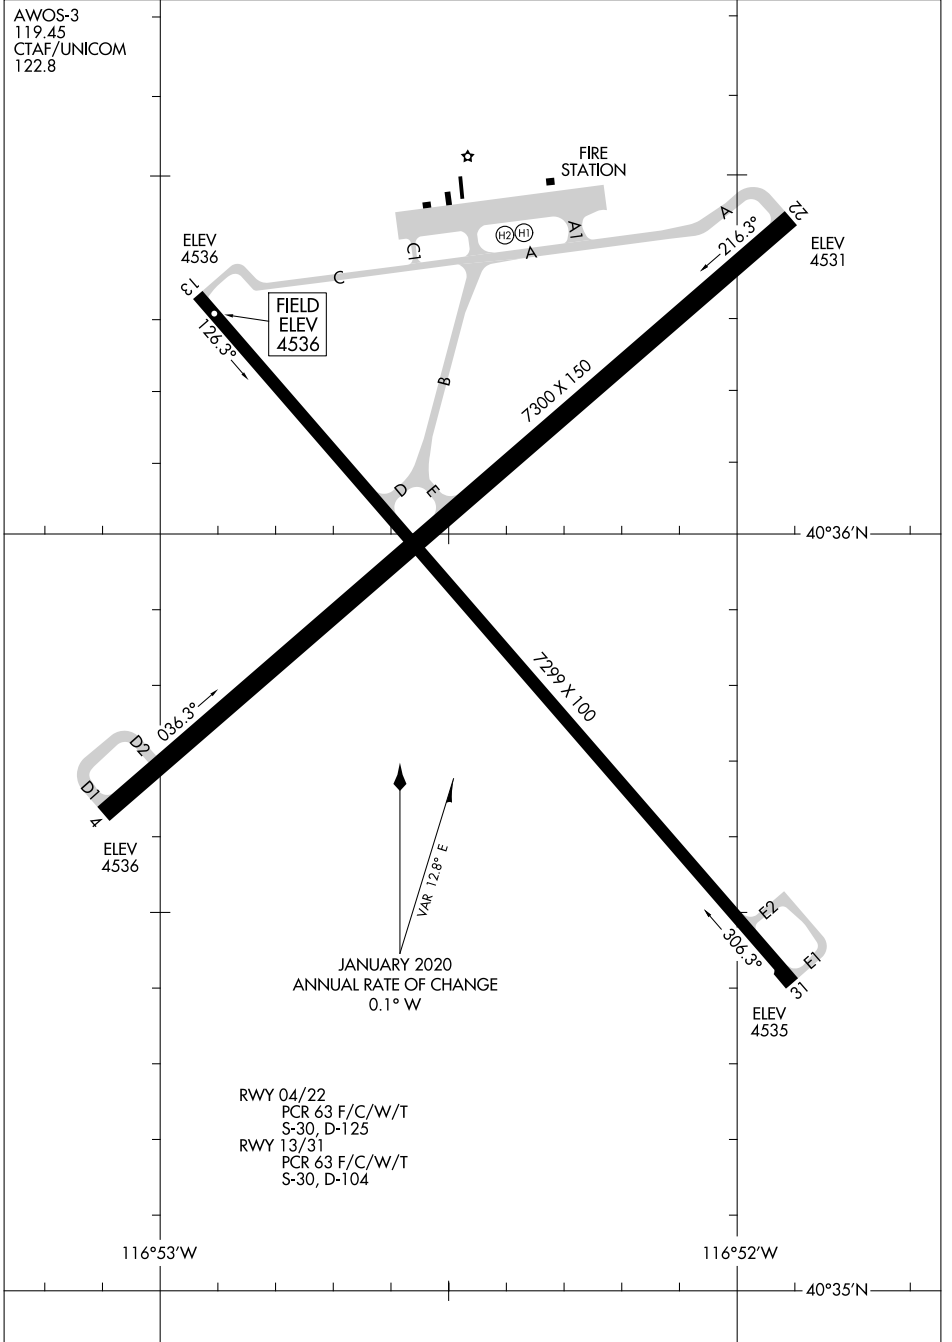 AWOS-3
119.45
CTAF/UNICOM
122.8
FIRE
STATION
A
22
216.3°
ELEV
4531
ELEV
4536
13
C1
H2
H1
A1
A
C
FIELD
ELEV
4536
126.3°
B
7300 X 150
D
E
40°36'N
7299 X 100
036.3°
D2
D1
4
ELEV
4536
VAR 12.8° E
JANUARY 2020
ANNUAL RATE OF CHANGE
0.1° W
E2
306.3°
E1
31
ELEV
4535
RWY 04/22
PCR 63 F/C/W/T
S-30, D-125
RWY 13/31
PCR 63 F/C/W/T
S-30, D-104
116°53'W
116°52'W
40°35'N